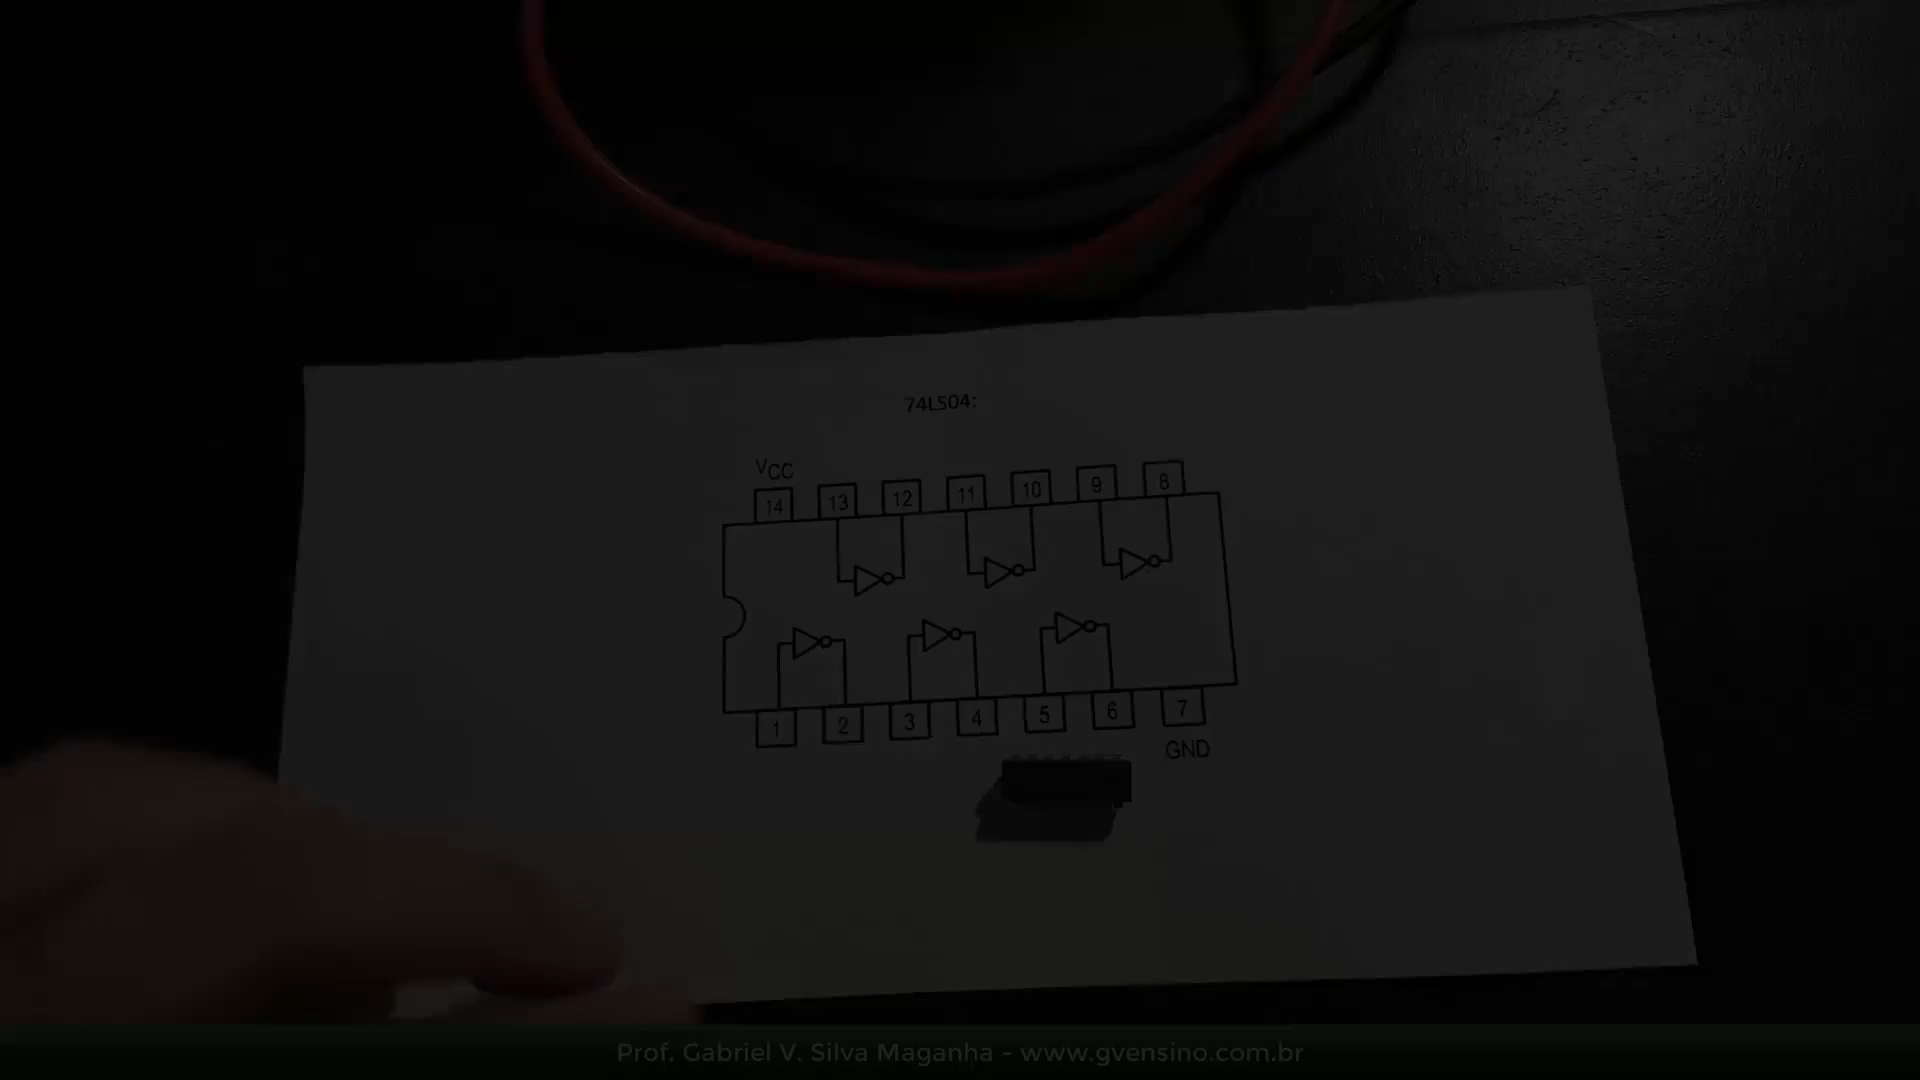 74LS04:
VCC
14 13 12 11 10 9 8
1 2 3 4 5 6 7
GND
Prof. Gabriel V. Silva Maganha - www.gvensino.com.br